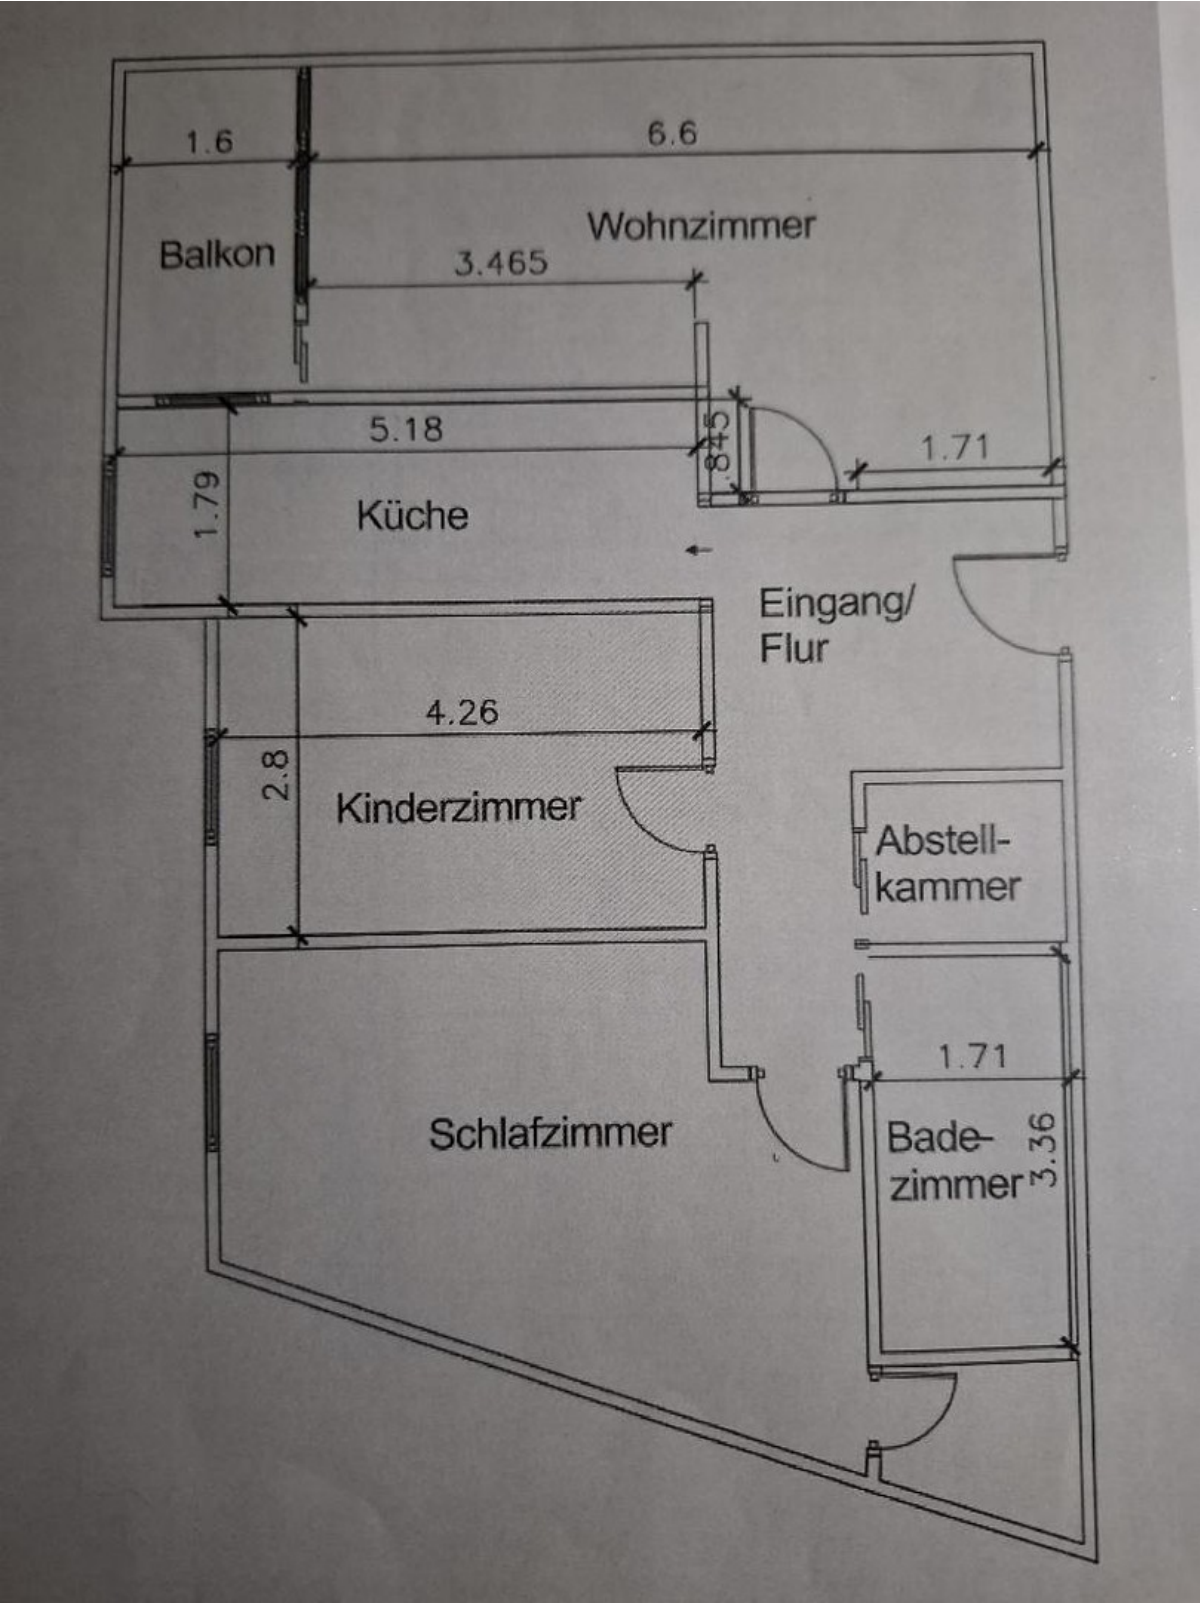 1.6
6.6
Balkon
Wohnzimmer
3.465
5.18
.845
1.71
1.79
Küche
Eingang/
Flur
4.26
2.8
Kinderzimmer
Abstell-
kammer
1.71
Schlafzimmer
Bade-
zimmer
3.36